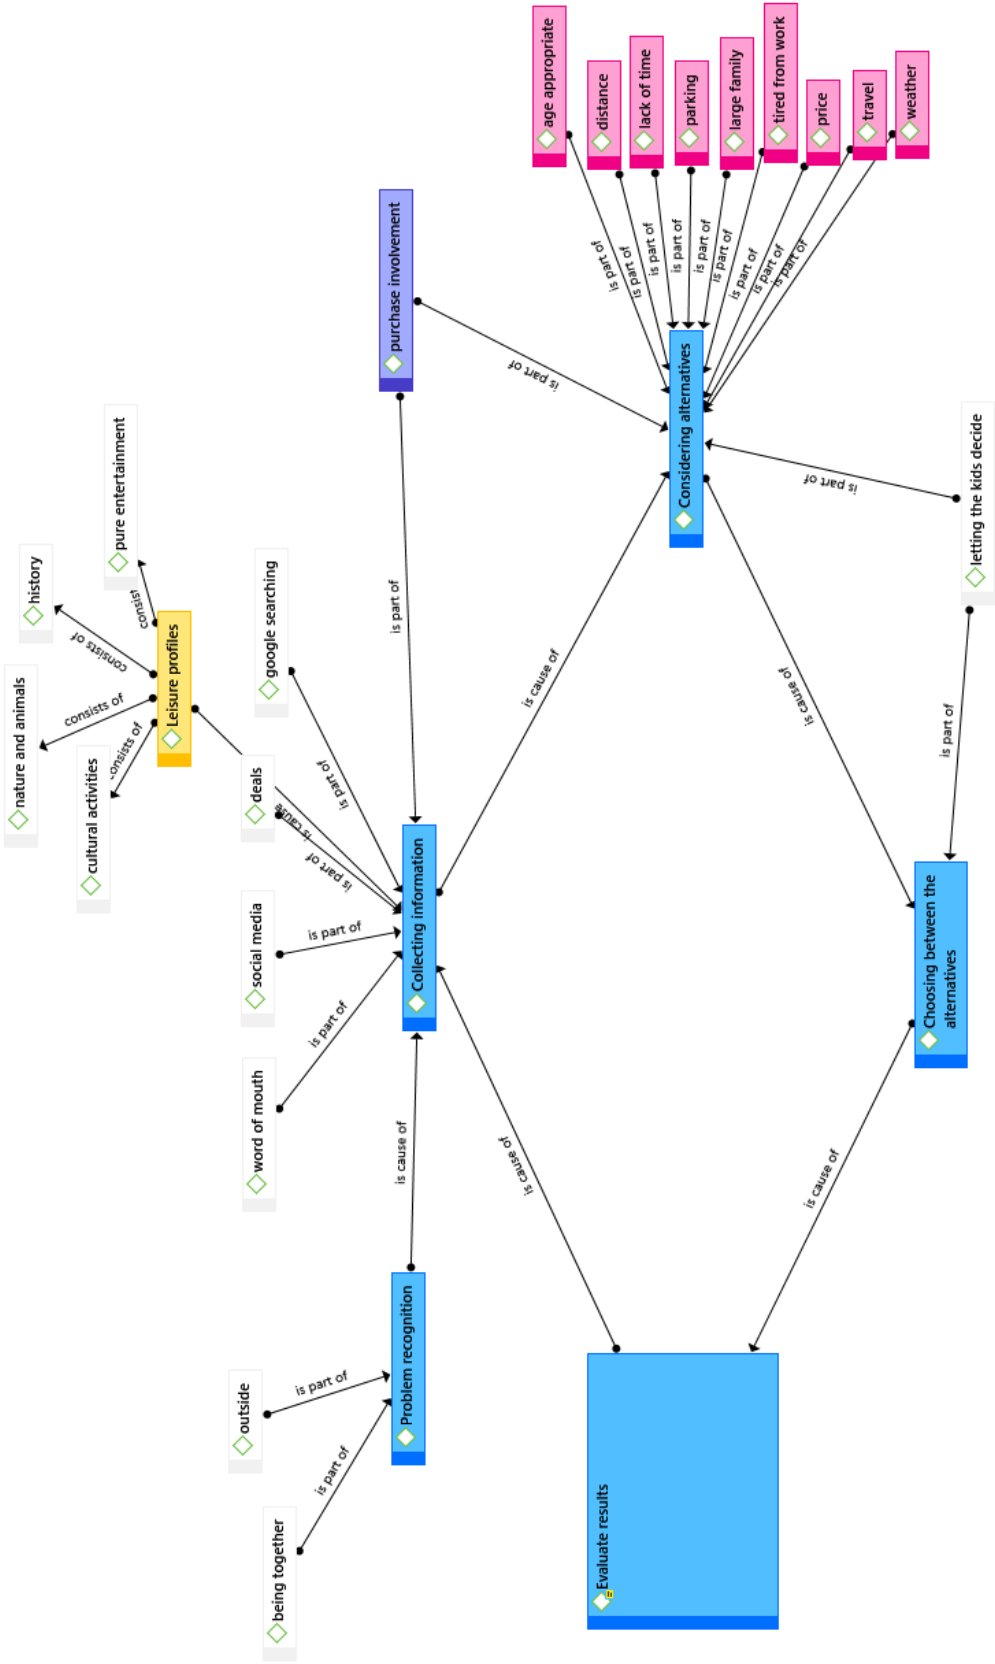 being together
outside
is part of
is part of
Problem recognition
is cause of
word of mouth
social media
deals
google searching
is part of
is part of
is part of
is cause
is part of
Collecting information
nature and animals
history
cultural activities
pure entertainment
consists of
consists of
consists of
consist
Leisure profiles
purchase involvement
is part of
is part of
is cause of
is cause of
Evaluate results
is cause of
Choosing between the
alternatives
is cause of
is part of
letting the kids decide
is part of
Considering alternatives
is part of
is part of
is part of
is part of
is part of
is part of
is part of
is part of
is part of
age appropriate
distance
lack of time
parking
large family
tired from work
price
travel
weather